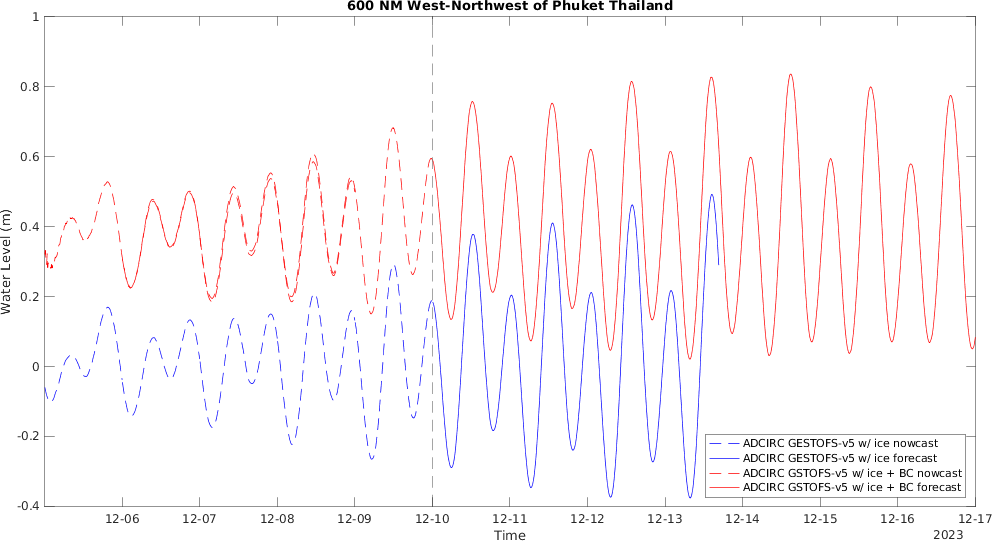 600 NM West-Northwest of Phuket Thailand
Water Level (m)
1
0.8
0.6
0.4
0.2
0
-0.2
-0.4
ADCIRC GESTOFS-v5 w/ ice nowcast
ADCIRC GESTOFS-v5 w/ ice forecast
ADCIRC GSTOFS-v5 w/ ice + BC nowcast
ADCIRC GSTOFS-v5 w/ ice + BC forecast
12-06 12-07 12-08 12-09 12-10 12-11 12-12 12-13 12-14 12-15 12-16 12-17
Time
2023